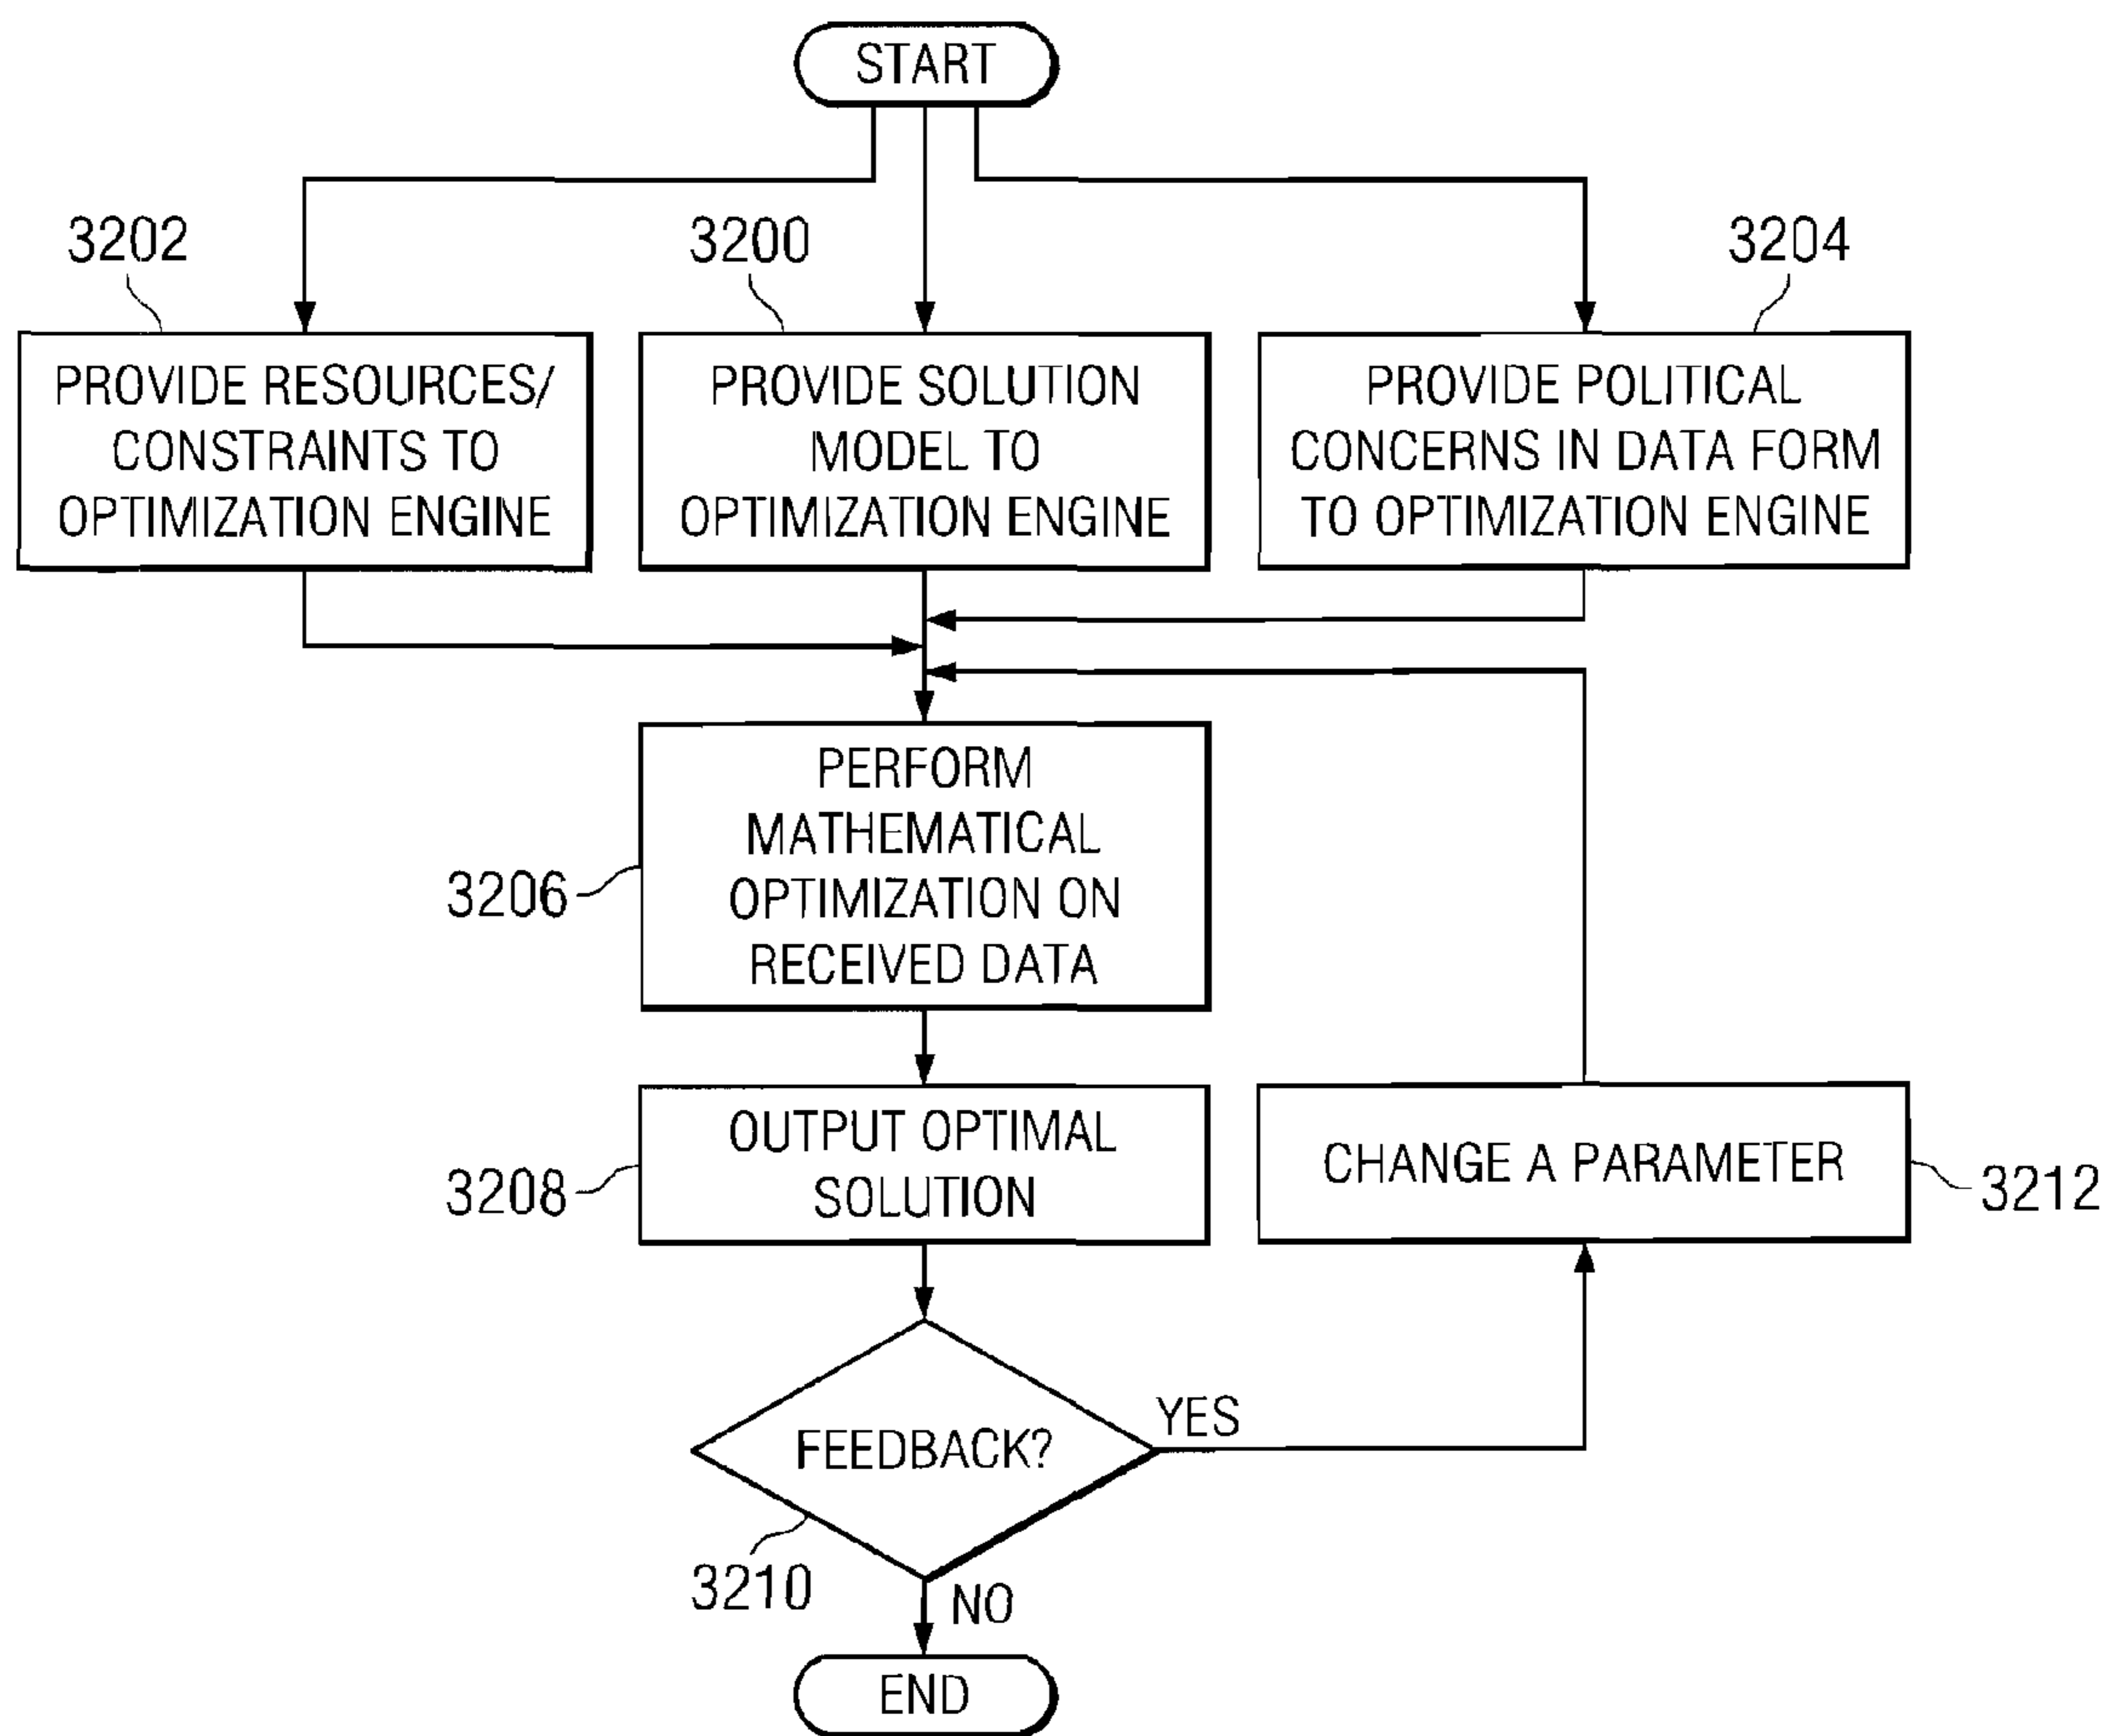 START
3202
3200
3204
PROVIDE RESOURCES/
CONSTRAINTS TO
OPTIMIZATION ENGINE
PROVIDE SOLUTION
MODEL TO
OPTIMIZATION ENGINE
PROVIDE POLITICAL
CONCERNS IN DATA FORM
TO OPTIMIZATION ENGINE
3206
PERFORM
MATHEMATICAL
OPTIMIZATION ON
RECEIVED DATA
3208
OUTPUT OPTIMAL
SOLUTION
CHANGE A PARAMETER
3212
FEEDBACK?
YES
3210
NO
END